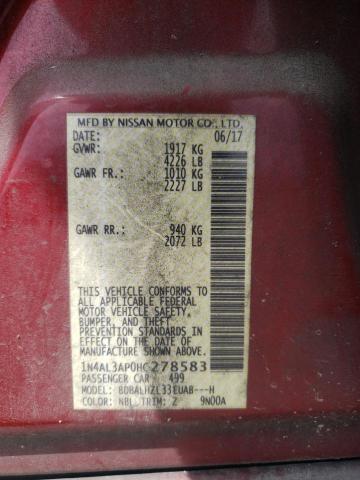 MFD BY NISSAN MOTOR CO., LTD.
DATE: 06/17
GVWR: 1917 KG
4226 LB
GAWR FR.: 1010 KG
2227 LB
GAWR RR.: 940 KG
2072 LB
THIS VEHICLE CONFORMS TO
ALL APPLICABLE FEDERAL
MOTOR VEHICLE SAFETY,
BUMPER, AND THEFT
PREVENTION STANDARDS IN
EFFECT ON THE DATE OF
MANUFACTURE SHOWN ABOVE.
1N4AL3AP0HC278583
PASSENGER CAR 499
MODEL: BDBALHZL33EUAB---H
COLOR: NBL TRIM: Z 9N00A